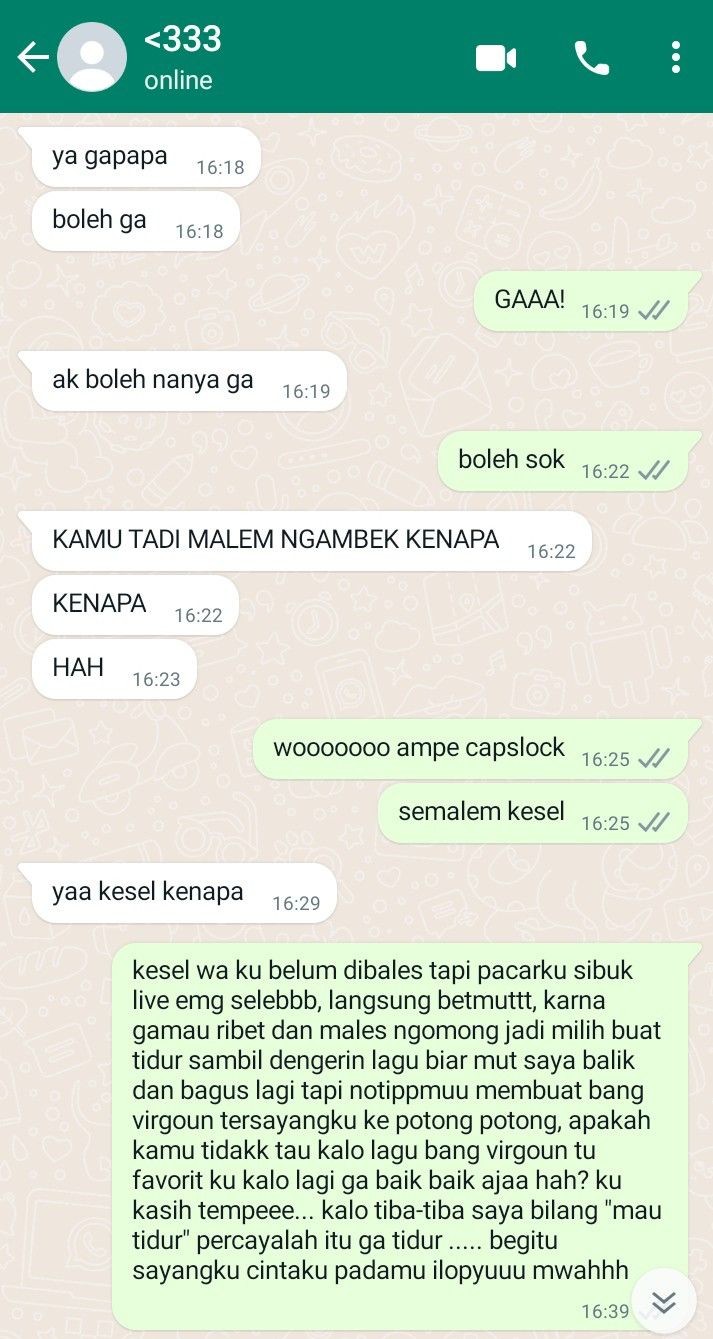 <333
online
ya gapapa 16:18
boleh ga 16:18
GAAA! 16:19
ak boleh nanya ga 16:19
boleh sok 16:22
KAMU TADI MALEM NGAMBEK KENAPA 16:22
KENAPA 16:22
HAH 16:23
wooooooo ampe capslock 16:25
semalem kesel 16:25
yaa kesel kenapa 16:29
kesel wa ku belum dibales tapi pacarku sibuk
live emg selebbb, langsung betmuttt, karna
gamau ribet dan males ngomong jadi milih buat
tidur sambil dengerin lagu biar mut saya balik
dan bagus lagi tapi notippmuu membuat bang
virgoun tersayangku ke potong potong, apakah
kamu tidakk tau kalo lagu bang virgoun tu
favorit ku kalo lagi ga baik baik ajaa hah? ku
kasih tempeee... kalo tiba-tiba saya bilang "mau
tidur" percayalah itu ga tidur ..... begitu
sayangku cintaku padamu ilopyuuu mwahhh
16:39